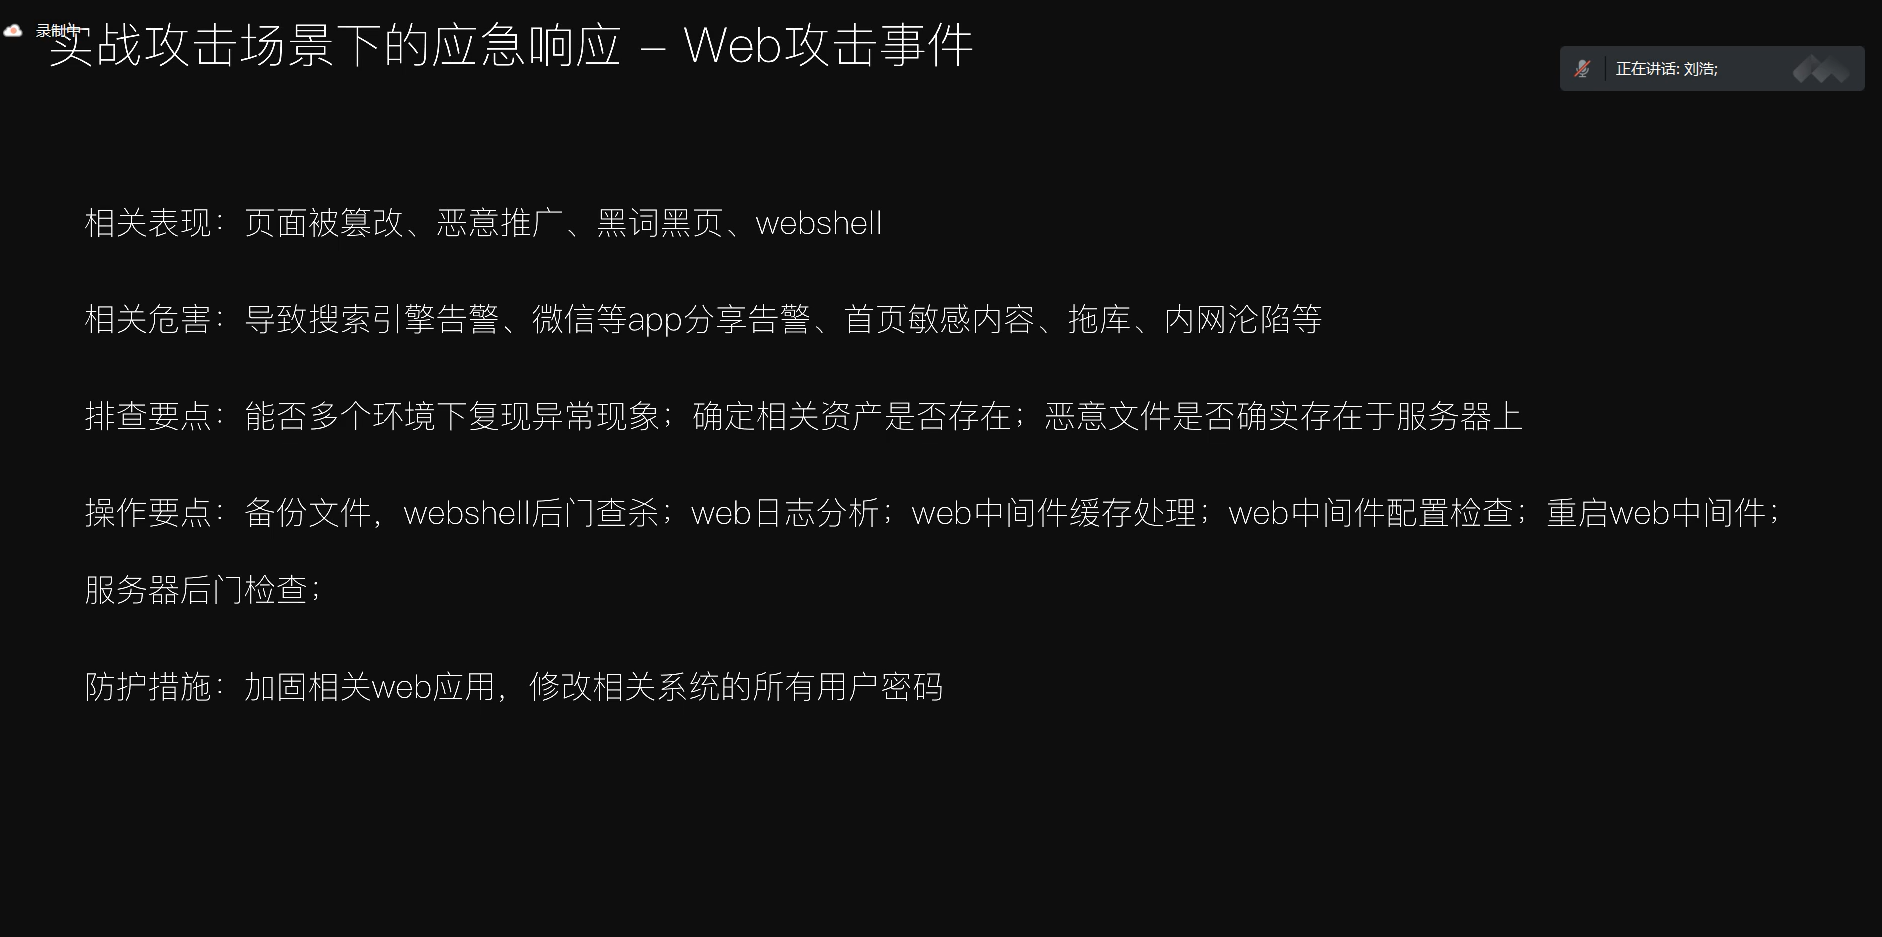 录制中
实战攻击场景下的应急响应 – Web攻击事件
正在讲话: 刘浩;
相关表现：页面被篡改、恶意推广、黑词黑页、webshell
相关危害：导致搜索引擎告警、微信等app分享告警、首页敏感内容、拖库、内网沦陷等
排查要点：能否多个环境下复现异常现象；确定相关资产是否存在；恶意文件是否确实存在于服务器上
操作要点：备份文件，webshell后门查杀；web日志分析；web中间件缓存处理；web中间件配置检查；重启web中间件；
服务器后门检查；
防护措施：加固相关web应用，修改相关系统的所有用户密码